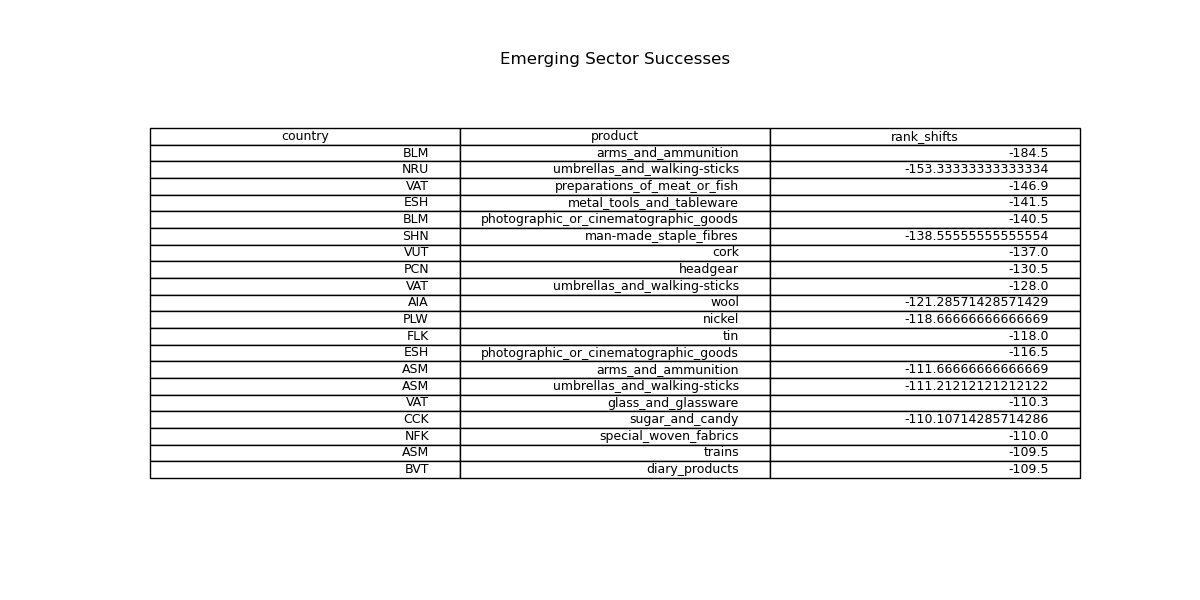 Emerging Sector Successes
country product rank_shifts
BLM arms_and_ammunition -184.5
NRU umbrellas_and_walking-sticks -153.33333333333334
VAT preparations_of_meat_or_fish -146.9
ESH metal_tools_and_tableware -141.5
BLM photographic_or_cinematographic_goods -140.5
SHN man-made_staple_fibres -138.55555555555554
VUT cork -137.0
PCN headgear -130.5
VAT umbrellas_and_walking-sticks -128.0
AIA wool -121.28571428571429
PLW nickel -118.66666666666669
FLK tin -118.0
ESH photographic_or_cinematographic_goods -116.5
ASM arms_and_ammunition -111.66666666666669
ASM umbrellas_and_walking-sticks -111.21212121212122
VAT glass_and_glassware -110.3
CCK sugar_and_candy -110.10714285714286
NFK special_woven_fabrics -110.0
ASM trains -109.5
BVT diary_products -109.5